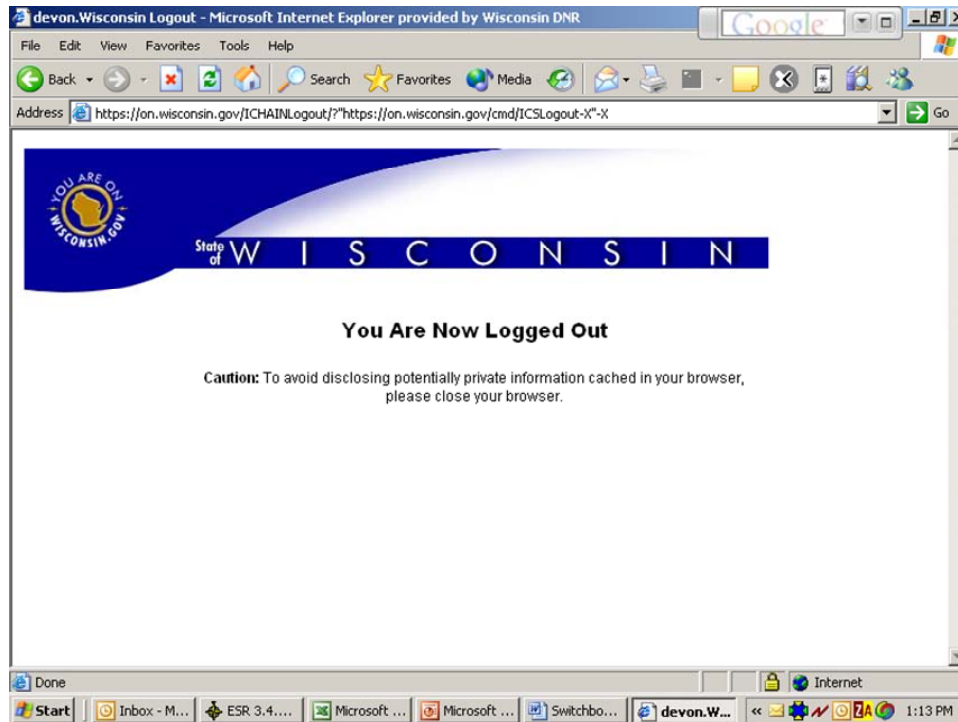 devon.Wisconsin Logout - Microsoft Internet Explorer provided by Wisconsin DNR
Google
File Edit View Favorites Tools Help
Back Search Favorites Media
Address https://on.wisconsin.gov/ICHAINLogout/?"https://on.wisconsin.gov/cmd/ICSLogout-X"-X Go
YOU ARE ON
WISCONSIN.GOV
State of WISCONSIN
You Are Now Logged Out
Caution: To avoid disclosing potentially private information cached in your browser,
please close your browser.
Done Internet
Start Inbox - M... ESR 3.4.... Microsoft ... Microsoft ... Switchbo... devon.W... « 1:13 PM